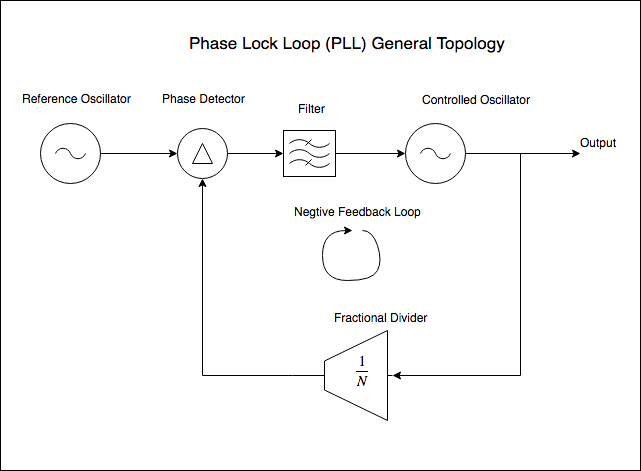 Phase Lock Loop (PLL) General Topology
Reference Oscillator
Phase Detector
Filter
Controlled Oscillator
Output
Negtive Feedback Loop
Fractional Divider
1
N